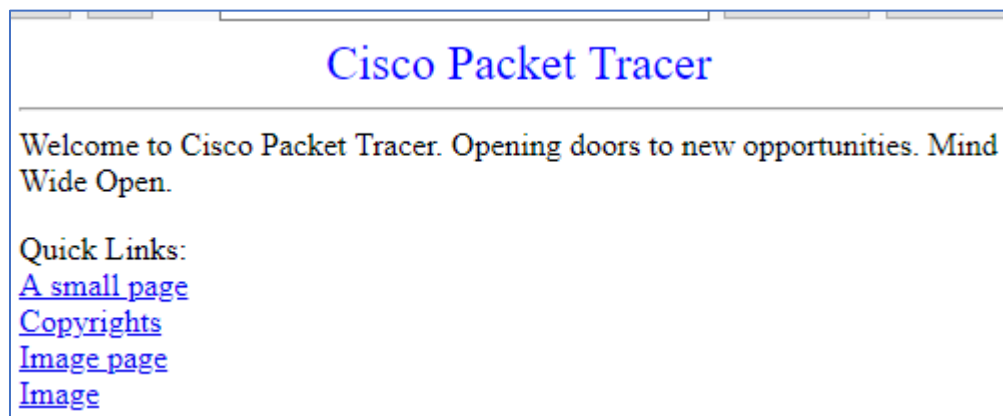 Cisco Packet Tracer
Welcome to Cisco Packet Tracer. Opening doors to new opportunities. Mind
Wide Open.
Quick Links:
A small page
Copyrights
Image page
Image